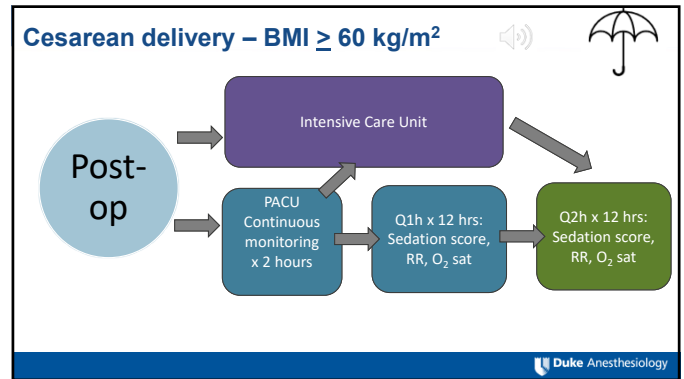 Cesarean delivery – BMI ≥ 60 kg/m²
Intensive Care Unit
Post-
op
PACU
Continuous
monitoring
x 2 hours
Q1h x 12 hrs:
Sedation score,
RR, O₂ sat
Q2h x 12 hrs:
Sedation score,
RR, O₂ sat
Duke Anesthesiology